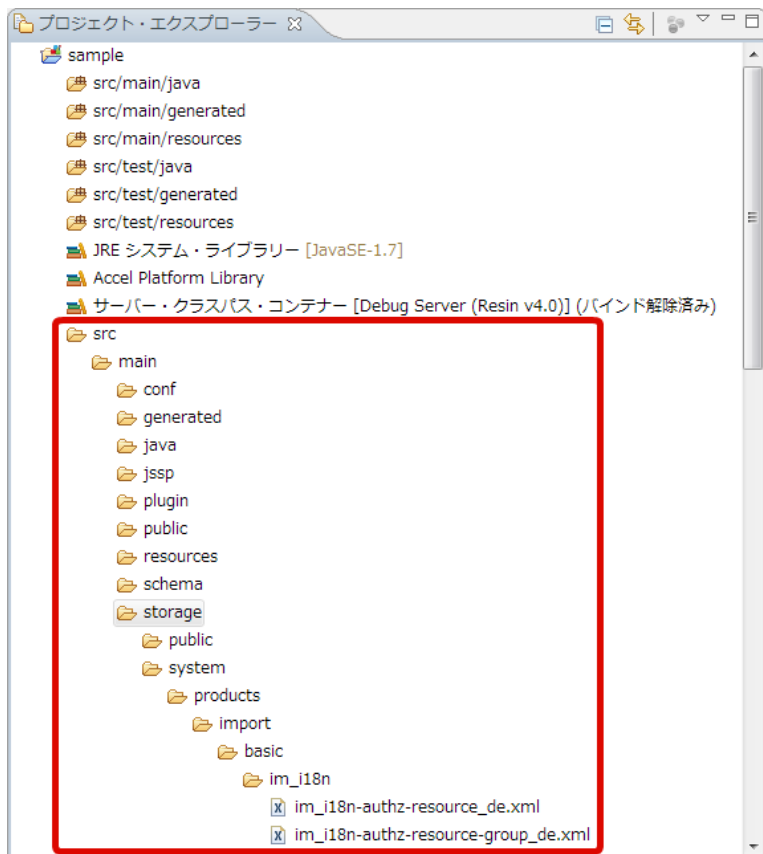 プロジェクト・エクスプローラー
sample
src/main/java
src/main/generated
src/main/resources
src/test/java
src/test/generated
src/test/resources
JRE システム・ライブラリー [JavaSE-1.7]
Accel Platform Library
サーバー・クラスパス・コンテナー [Debug Server (Resin v4.0)] (バインド解除済み)
src
main
conf
generated
java
jssp
plugin
public
resources
schema
storage
public
system
products
import
basic
im_i18n
im_i18n-authz-resource_de.xml
im_i18n-authz-resource-group_de.xml